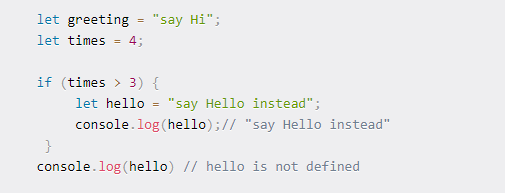 let greeting = "say Hi";
let times = 4;
if (times > 3) {
let hello = "say Hello instead";
console.log(hello);// "say Hello instead"
}
console.log(hello) // hello is not defined